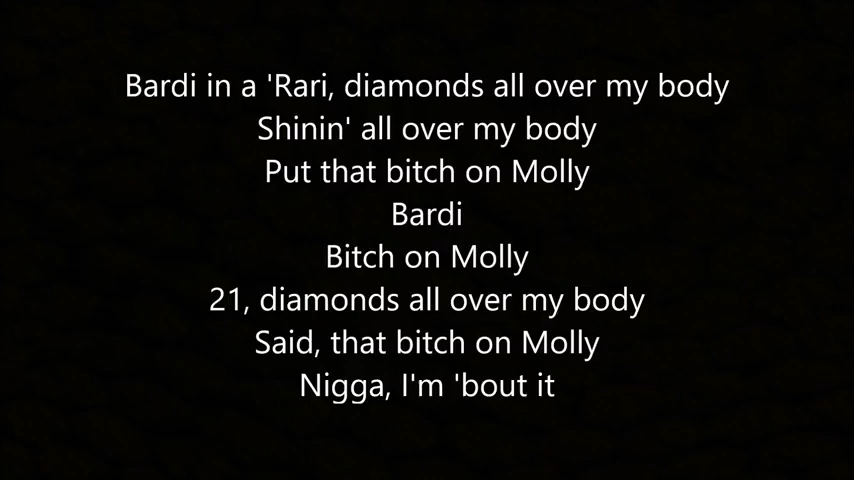 Bardi in a 'Rari, diamonds all over my body
Shinin' all over my body
Put that bitch on Molly
Bardi
Bitch on Molly
21, diamonds all over my body
Said, that bitch on Molly
Nigga, I'm 'bout it